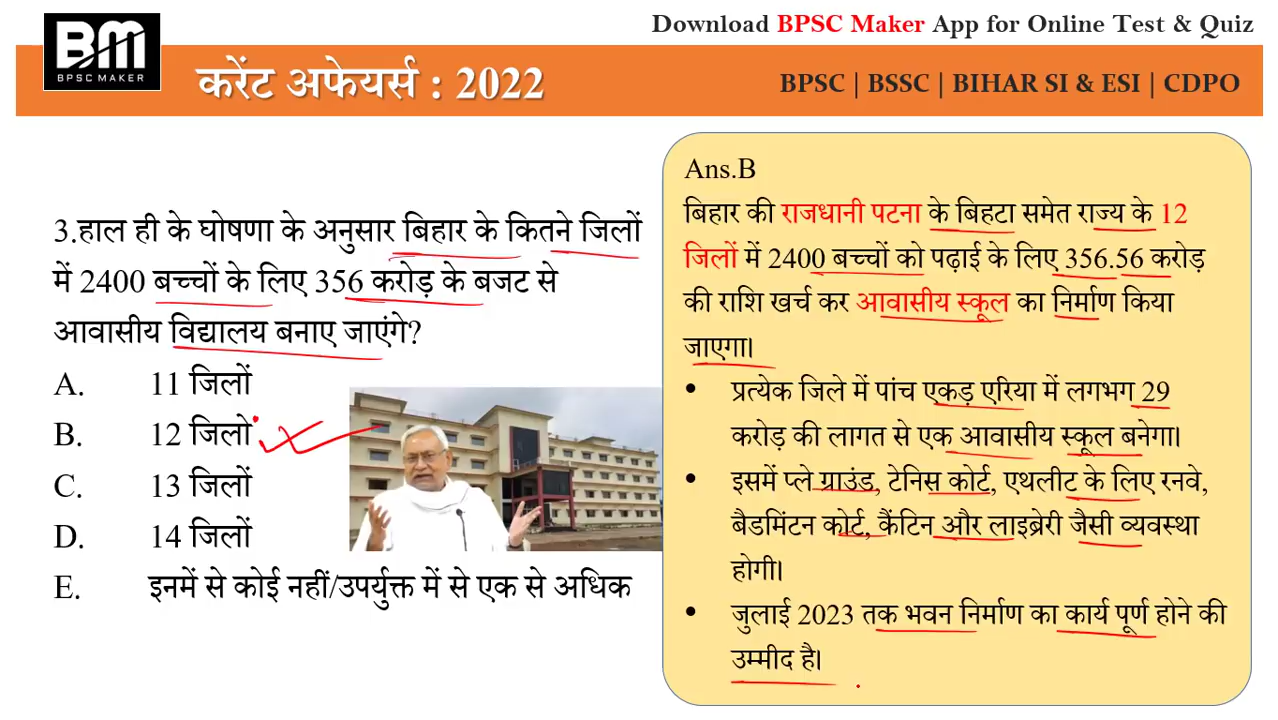 Download BPSC Maker App for Online Test & Quiz
BM
BPSC MAKER
करेंट अफेयर्स : 2022
BPSC | BSSC | BIHAR SI & ESI | CDPO
3.हाल ही के घोषणा के अनुसार बिहार के कितने जिलों
में 2400 बच्चों के लिए 356 करोड़ के बजट से
आवासीय विद्यालय बनाए जाएंगे?
A. 11 जिलों
B. 12 जिलों
C. 13 जिलों
D. 14 जिलों
E. इनमें से कोई नहीं/उपर्युक्त में से एक से अधिक
Ans.B
बिहार की राजधानी पटना के बिहटा समेत राज्य के 12
जिलों में 2400 बच्चों को पढ़ाई के लिए 356.56 करोड़
की राशि खर्च कर आवासीय स्कूल का निर्माण किया
जाएगा।
• प्रत्येक जिले में पांच एकड़ एरिया में लगभग 29
करोड़ की लागत से एक आवासीय स्कूल बनेगा।
• इसमें प्ले ग्राउंड, टेनिस कोर्ट, एथलीट के लिए रनवे,
बैडमिंटन कोर्ट, कैंटिन और लाइब्रेरी जैसी व्यवस्था
होगी।
• जुलाई 2023 तक भवन निर्माण का कार्य पूर्ण होने की
उम्मीद है।